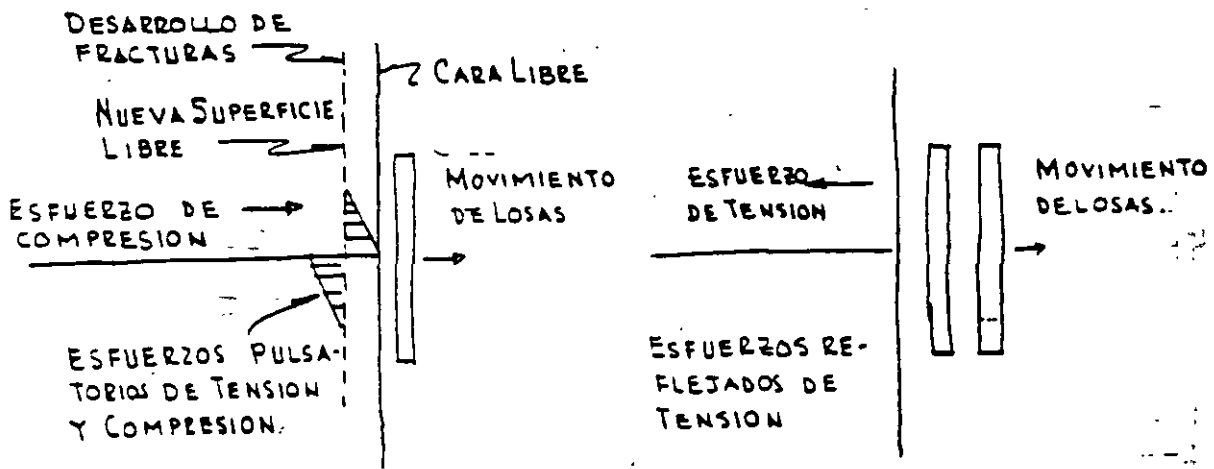 DESARROLLO DE
FRACTURAS
CARA LIBRE
NUEVA SUPERFICIE
LIBRE
MOVIMIENTO
DE LOSAS
ESFUERZO DE
COMPRESION
ESFUERZOS PULSA-
TORIOS DE TENSION
Y COMPRESION.
ESFUERZO
DE TENSION
MOVIMIENTO
DE LOSAS..
ESFUERZOS RE-
FLEJADOS DE
TENSION